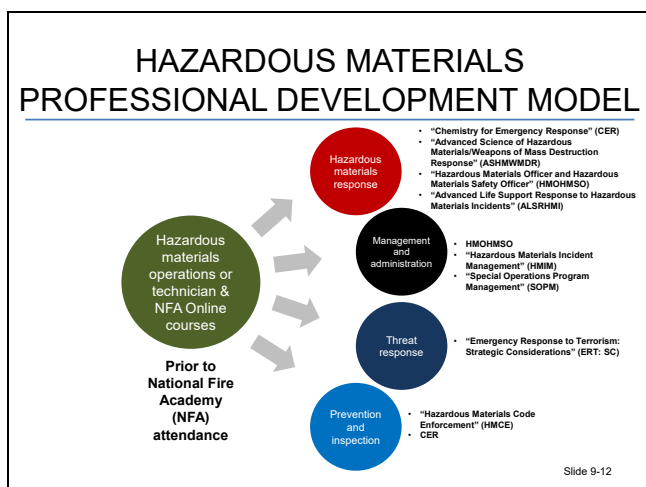 HAZARDOUS MATERIALS
PROFESSIONAL DEVELOPMENT MODEL
Hazardous
materials
operations or
technician &
NFA Online
courses
Prior to
National Fire
Academy
(NFA)
attendance
Hazardous
materials
response
• “Chemistry for Emergency Response” (CER)
• “Advanced Science of Hazardous
Materials/Weapons of Mass Destruction
Response” (ASHMWMDR)
• “Hazardous Materials Officer and Hazardous
Materials Safety Officer” (HMOHMSO)
• “Advanced Life Support Response to Hazardous
Materials Incidents” (ALSRHMI)
Management
and
administration
• HMOHMSO
• “Hazardous Materials Incident
Management” (HMIM)
• “Special Operations Program
Management” (SOPM)
Threat
response
• “Emergency Response to Terrorism:
Strategic Considerations” (ERT: SC)
Prevention
and
inspection
• “Hazardous Materials Code
Enforcement” (HMCE)
• CER
Slide 9-12